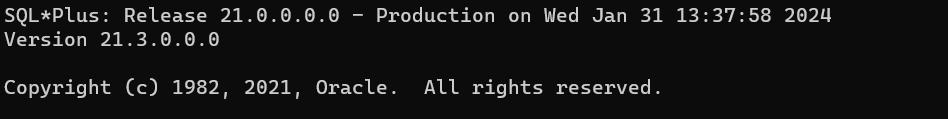 SQL*Plus: Release 21.0.0.0.0 - Production on Wed Jan 31 13:37:58 2024
Version 21.3.0.0.0
Copyright (c) 1982, 2021, Oracle.  All rights reserved.